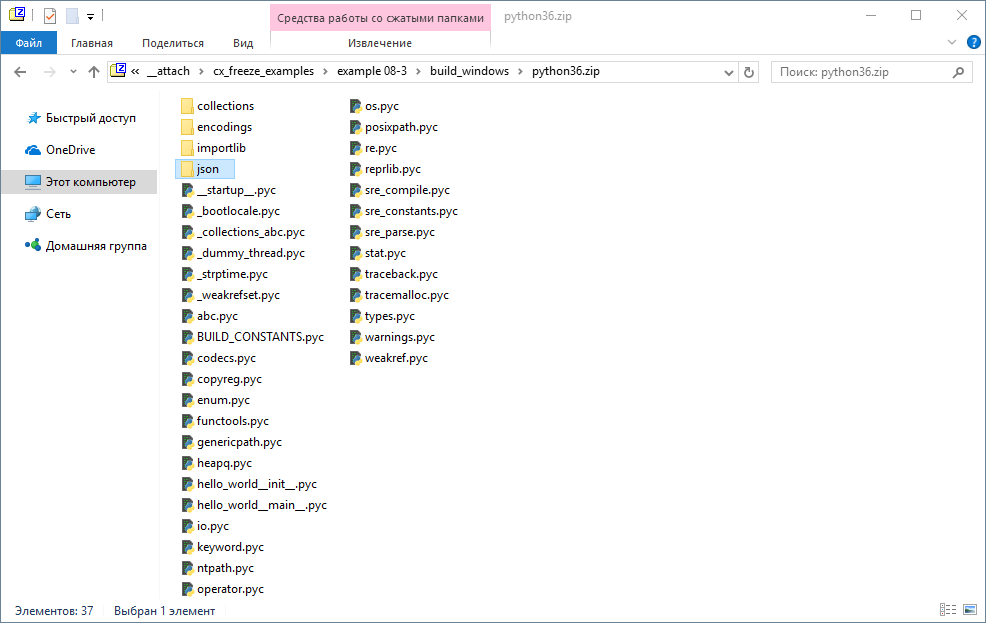 Z
Средства работы со сжатыми папками
python36.zip
Файл
Главная
Поделиться
Вид
Извлечение
?
Z
«
__attach
cx_freeze_examples
example 08-3
build_windows
python36.zip
Поиск: python36.zip
Быстрый доступ
OneDrive
Этот компьютер
Сеть
Домашняя группа
collections
encodings
importlib
json
__startup__.pyc
_bootlocale.pyc
_collections_abc.pyc
_dummy_thread.pyc
_strptime.pyc
_weakrefset.pyc
abc.pyc
BUILD_CONSTANTS.pyc
codecs.pyc
copyreg.pyc
enum.pyc
functools.pyc
genericpath.pyc
heapq.pyc
hello_world__init__.pyc
hello_world__main__.pyc
io.pyc
keyword.pyc
ntpath.pyc
operator.pyc
os.pyc
posixpath.pyc
re.pyc
reprlib.pyc
sre_compile.pyc
sre_constants.pyc
sre_parse.pyc
stat.pyc
traceback.pyc
tracemalloc.pyc
types.pyc
warnings.pyc
weakref.pyc
Элементов: 37
Выбран 1 элемент